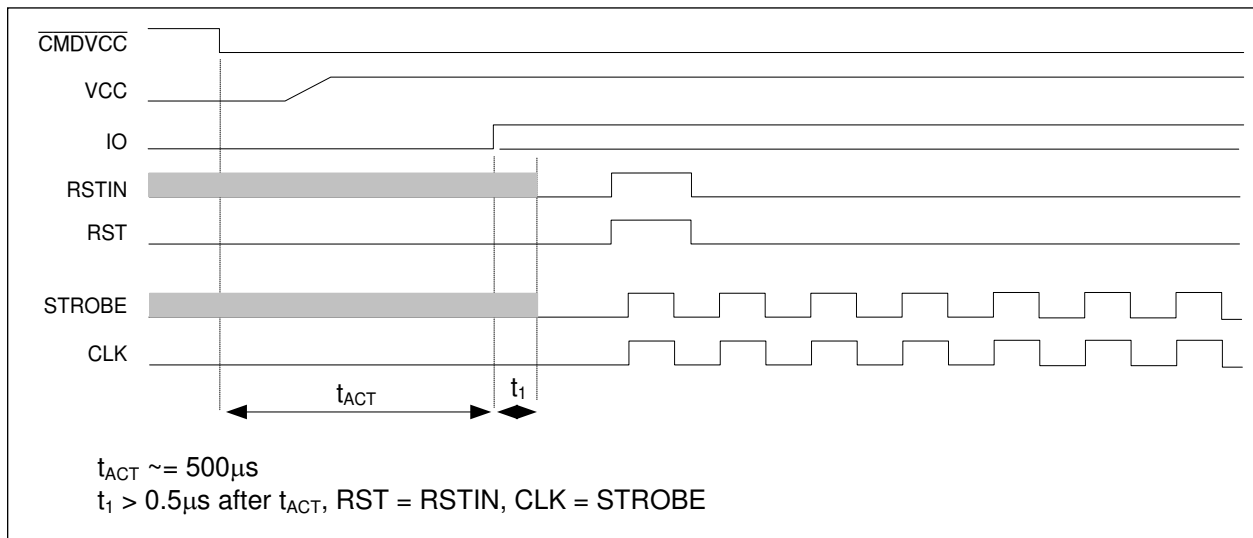 CMDVCC
VCC
IO
RSTIN
RST
STROBE
CLK
tACT
t1
tACT ~= 500μs
t1 > 0.5μs after tACT, RST = RSTIN, CLK = STROBE